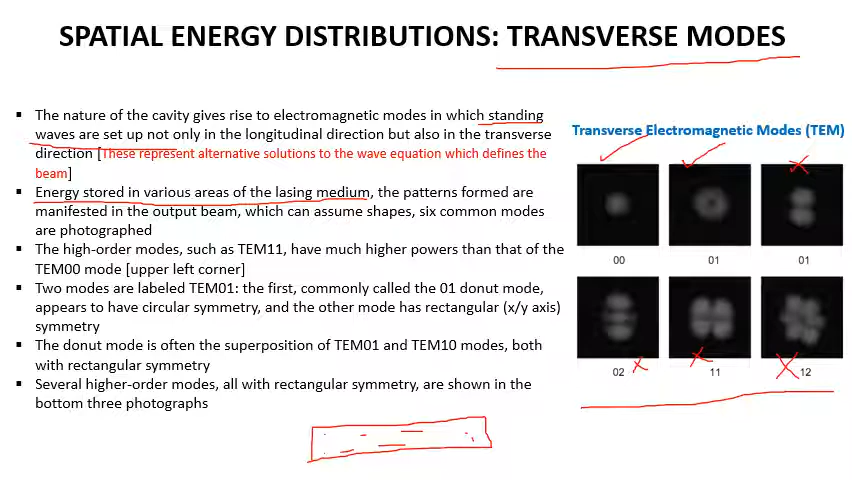 SPATIAL ENERGY DISTRIBUTIONS: TRANSVERSE MODES
▪ The nature of the cavity gives rise to electromagnetic modes in which standing
waves are set up not only in the longitudinal direction but also in the transverse
direction [These represent alternative solutions to the wave equation which defines the
beam]
▪ Energy stored in various areas of the lasing medium, the patterns formed are
manifested in the output beam, which can assume shapes, six common modes
are photographed
▪ The high-order modes, such as TEM11, have much higher powers than that of the
TEM00 mode [upper left corner]
▪ Two modes are labeled TEM01: the first, commonly called the 01 donut mode,
appears to have circular symmetry, and the other mode has rectangular (x/y axis)
symmetry
▪ The donut mode is often the superposition of TEM01 and TEM10 modes, both
with rectangular symmetry
▪ Several higher-order modes, all with rectangular symmetry, are shown in the
bottom three photographs
Transverse Electromagnetic Modes (TEM)
00 01 01
02 11 12